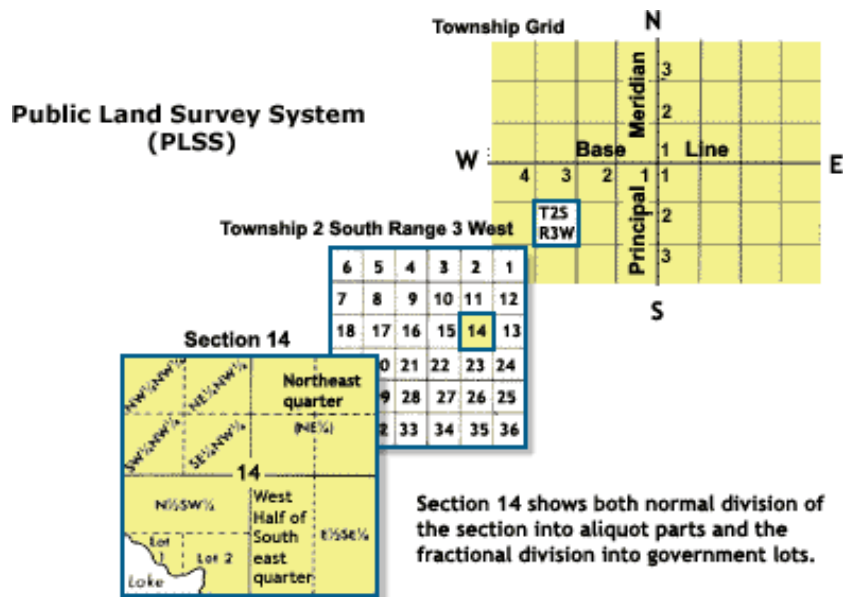 Township Grid
N
Public Land Survey System
(PLSS)
Meridian
3
2
1
W
Base
Line
E
4 3 2 1 1
T2S
R3W
2
3
Principal
S
Township 2 South Range 3 West
6 5 4 3 2 1
7 8 9 10 11 12
18 17 16 15 14 13
0 21 22 23 24
9 28 27 26 25
2 33 34 35 36
Section 14
NW¼NW¼
NE¼NW¼
Northeast
quarter
(NE¼)
SW¼NW¼
SE¼NW¼
14
N½SW¼
West
Half of
South
east
quarter
E½SE¼
Lot
1
Lot 2
Lake
Section 14 shows both normal division of
the section into aliquot parts and the
fractional division into government lots.